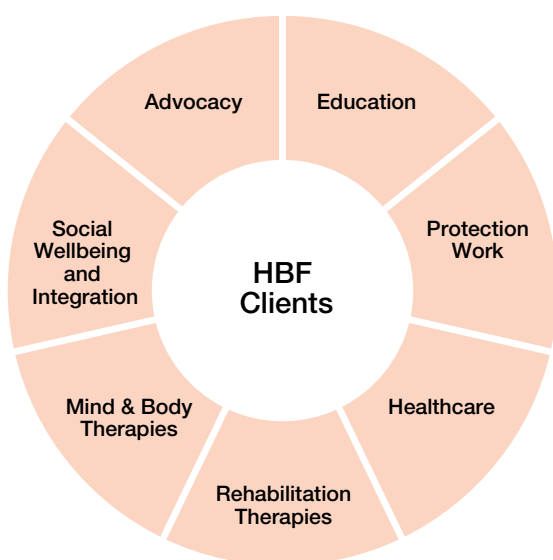 Advocacy
Education
Protection
Work
Healthcare
Rehabilitation
Therapies
Mind & Body
Therapies
Social
Wellbeing
and
Integration
HBF
Clients